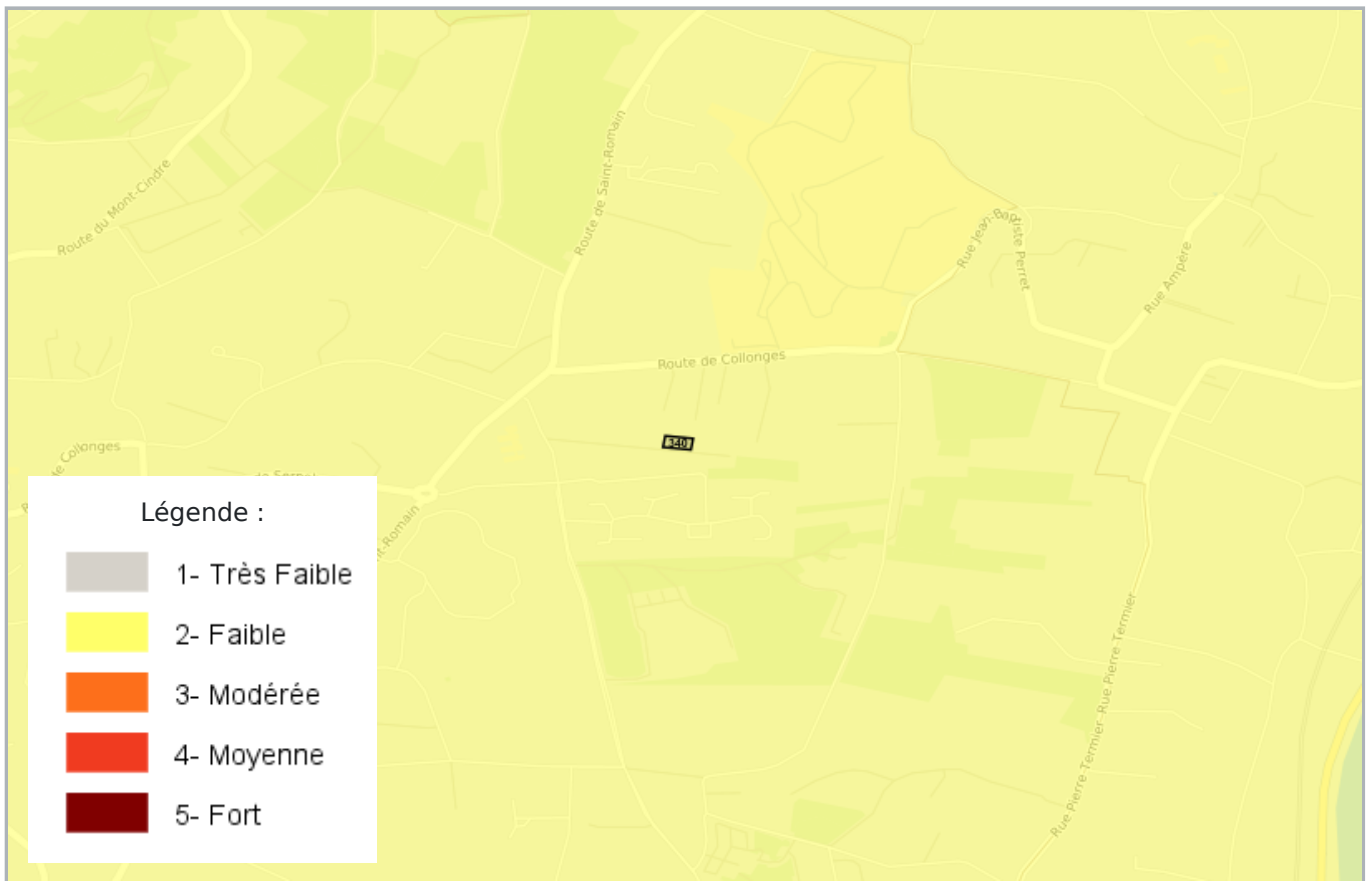 Route du Mont-Cindre
Route de Saint-Romain
Rue Jean-Baptiste Perret
Rue Ampère
Route de Collonges
340
de Collonges
Rue Pierre Termier
Rue Pierre Termier
Légende :
1- Très Faible
2- Faible
3- Modérée
4- Moyenne
5- Fort